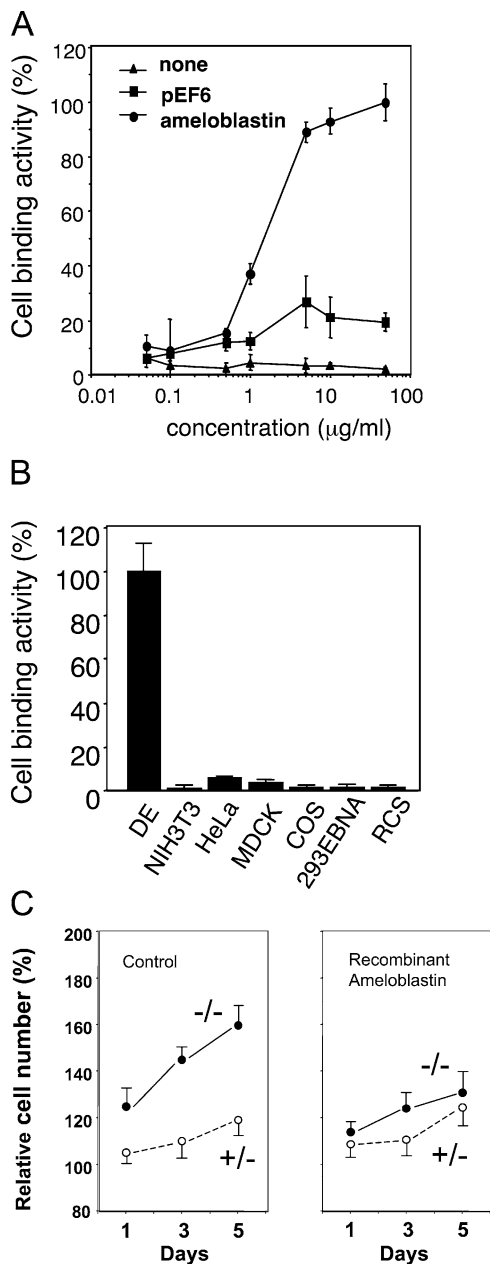 A
Cell binding activity (%)
120
100
80
60
40
20
0
none
pEF6
ameloblastin
0.01
0.1
1
10
100
concentration (μg/ml)
B
Cell binding activity (%)
120
100
80
60
40
20
0
DE
NIH3T3
HeLa
MDCK
COS
293EBNA
RCS
C
Relative cell number (%)
200
180
160
140
120
100
80
Control
-/-
+/-
1
3
5
Days
Recombinant
Ameloblastin
-/-
+/-
1
3
5
Days